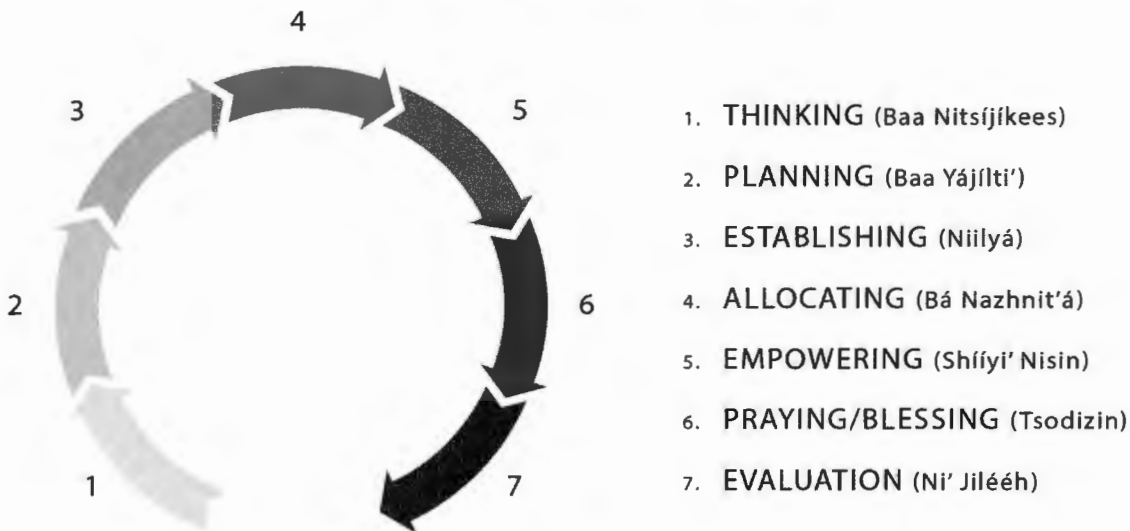 4
3
5
2
6
1
7
1. THINKING (Baa Nitsíjíkees)
2. PLANNING (Baa Yájílti’)
3. ESTABLISHING (Niilyá)
4. ALLOCATING (Bá Nazhnit’á)
5. EMPOWERING (Shííyi’ Nisin)
6. PRAYING/BLESSING (Tsodizin)
7. EVALUATION (Ni’ Jilééh)